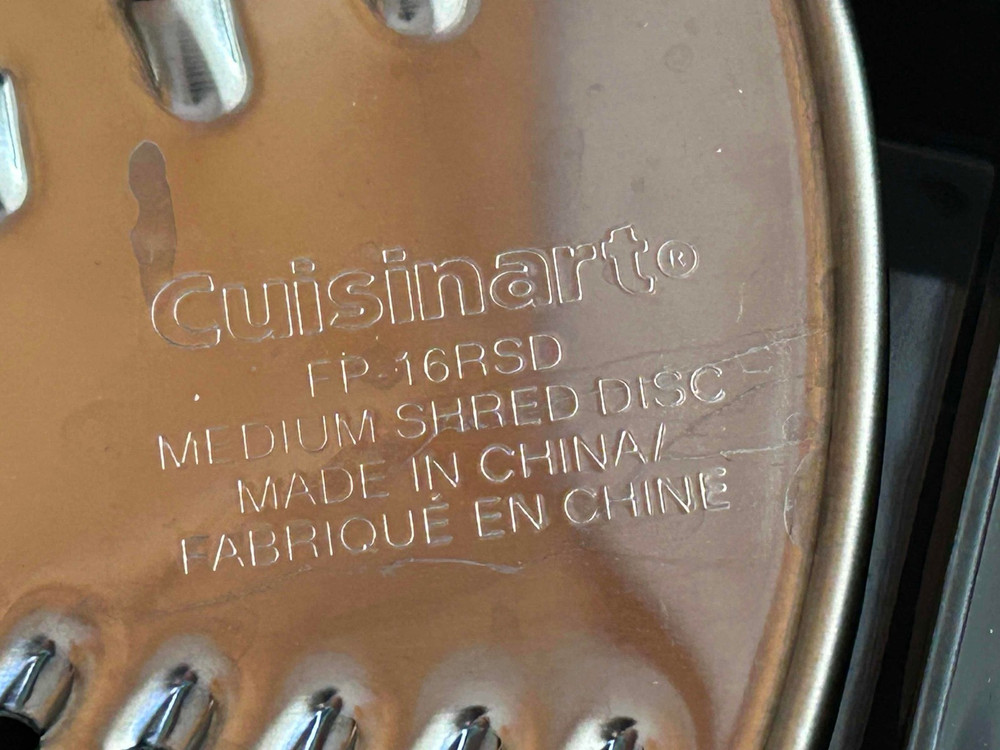 Cuisinart®
FP-16RSD
MEDIUM SHRED DISC
MADE IN CHINA/
FABRIQUÉ EN CHINE